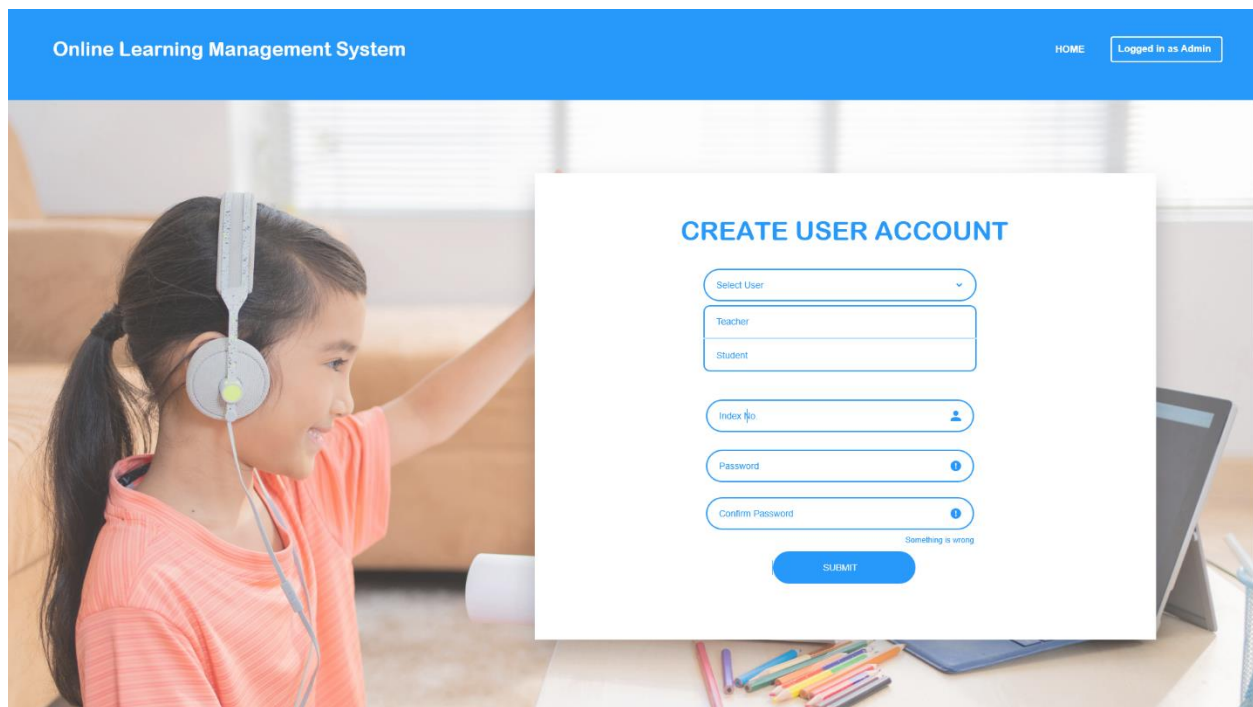 Online Learning Management System
HOME
Logged in as Admin
CREATE USER ACCOUNT
Select User
Teacher
Student
Index No.
Password
Confirm Password
Something is wrong
SUBMIT